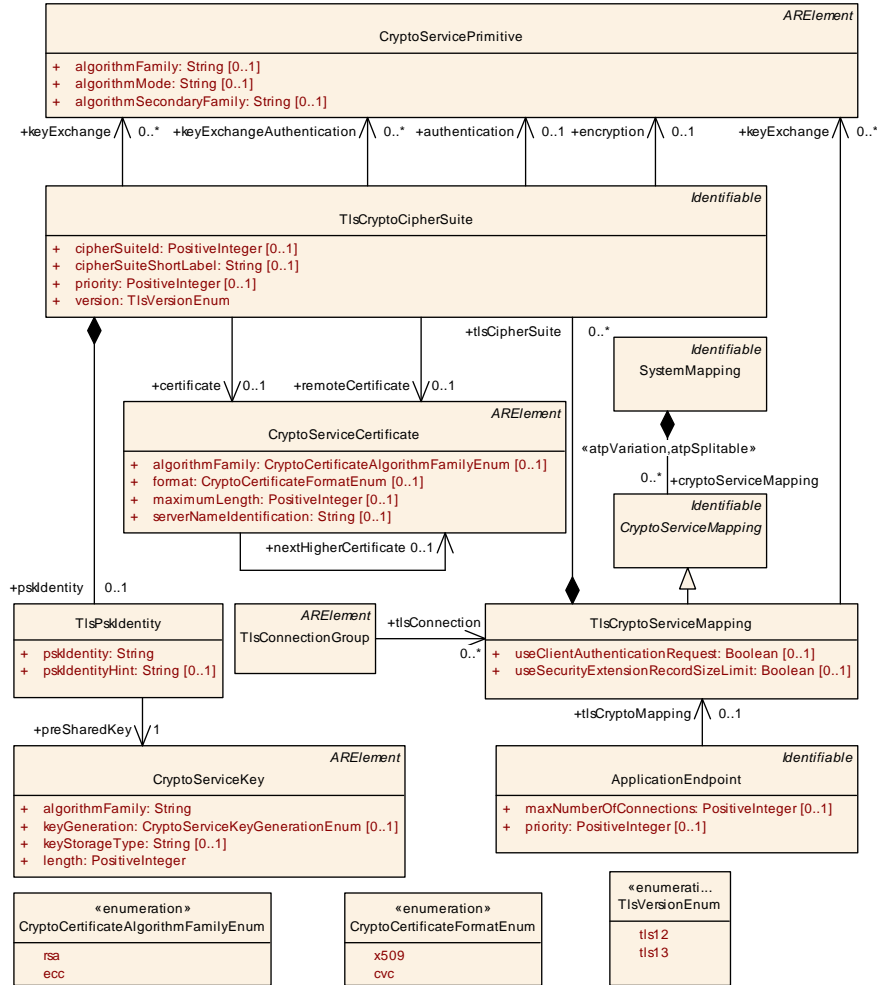 ARElement
CryptoServicePrimitive
+ algorithmFamily: String [0..1]
+ algorithmMode: String [0..1]
+ algorithmSecondaryFamily: String [0..1]
+keyExchange 0..* +keyExchangeAuthentication 0..* +authentication 0..1 +encryption 0..1 +keyExchange 0..*
Identifiable
TlsCryptoCipherSuite
+ cipherSuiteId: PositiveInteger [0..1]
+ cipherSuiteShortLabel: String [0..1]
+ priority: PositiveInteger [0..1]
+ version: TlsVersionEnum
+tlsCipherSuite 0..*
Identifiable
SystemMapping
+certificate 0..1 +remoteCertificate 0..1
ARElement
CryptoServiceCertificate
+ algorithmFamily: CryptoCertificateAlgorithmFamilyEnum [0..1]
+ format: CryptoCertificateFormatEnum [0..1]
+ maximumLength: PositiveInteger [0..1]
+ serverNameIdentification: String [0..1]
+nextHigherCertificate 0..1
«atpVariation,atpSplitable»
0..* +cryptoServiceMapping
Identifiable
CryptoServiceMapping
+pskIdentity 0..1
TlsPskIdentity
+ pskIdentity: String
+ pskIdentityHint: String [0..1]
ARElement
TlsConnectionGroup
+tlsConnection
0..*
TlsCryptoServiceMapping
+ useClientAuthenticationRequest: Boolean [0..1]
+ useSecurityExtensionRecordSizeLimit: Boolean [0..1]
+preSharedKey 1
+tlsCryptoMapping 0..1
ARElement
CryptoServiceKey
+ algorithmFamily: String
+ keyGeneration: CryptoServiceKeyGenerationEnum [0..1]
+ keyStorageType: String [0..1]
+ length: PositiveInteger
Identifiable
ApplicationEndpoint
+ maxNumberOfConnections: PositiveInteger [0..1]
+ priority: PositiveInteger [0..1]
«enumeration»
CryptoCertificateAlgorithmFamilyEnum
rsa
ecc
«enumeration»
CryptoCertificateFormatEnum
x509
cvc
«enumerati...
TlsVersionEnum
tls12
tls13